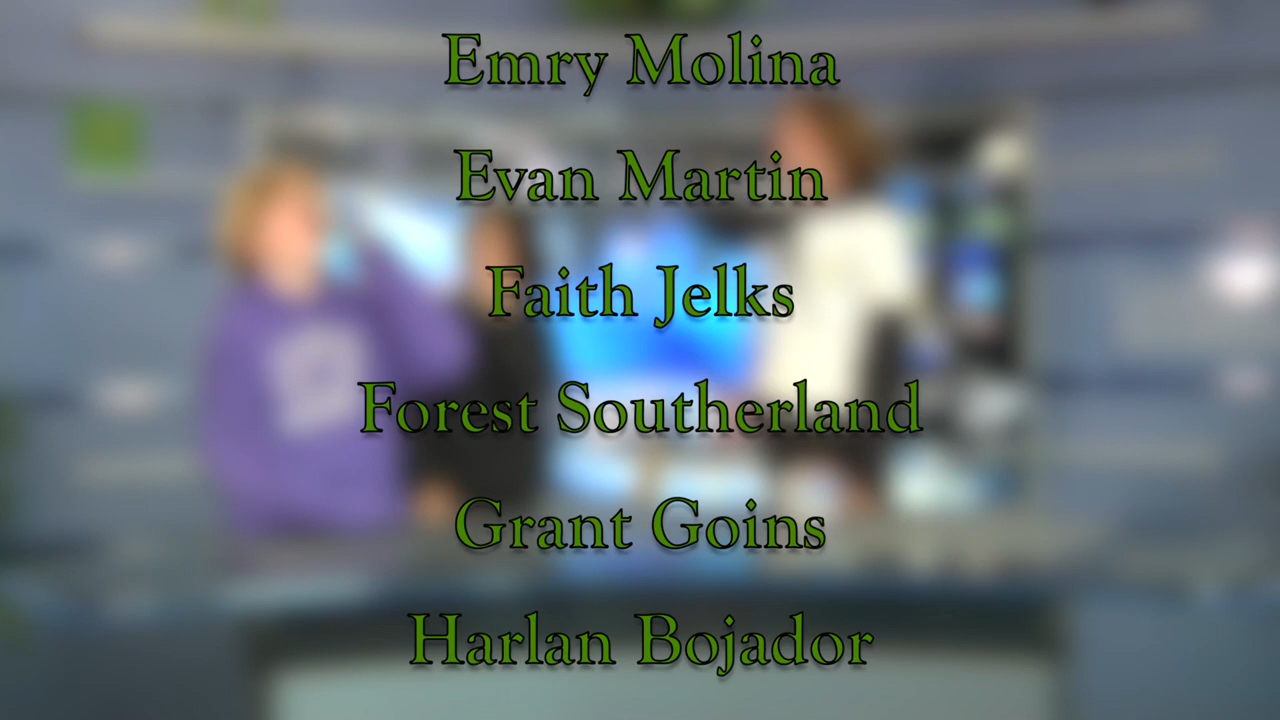 Emry Molina
Evan Martin
Faith Jelks
Forest Southerland
Grant Goins
Harlan Bojador